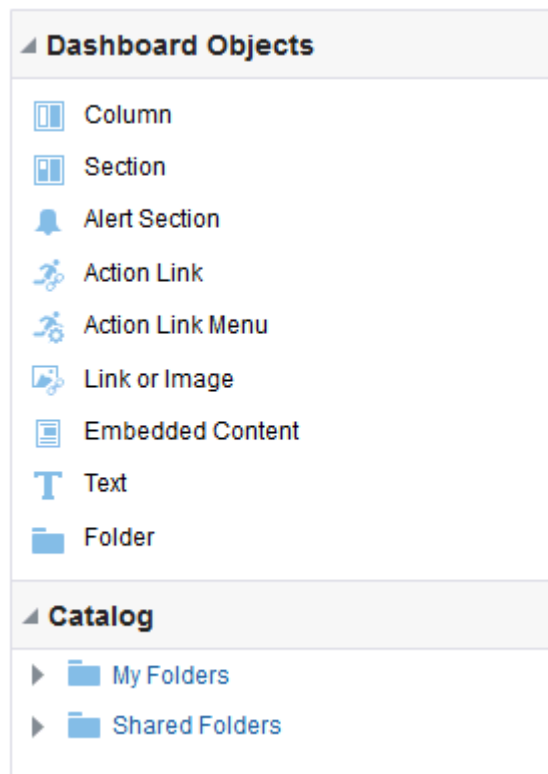 Dashboard Objects
Column
Section
Alert Section
Action Link
Action Link Menu
Link or Image
Embedded Content
Text
Folder
Catalog
My Folders
Shared Folders